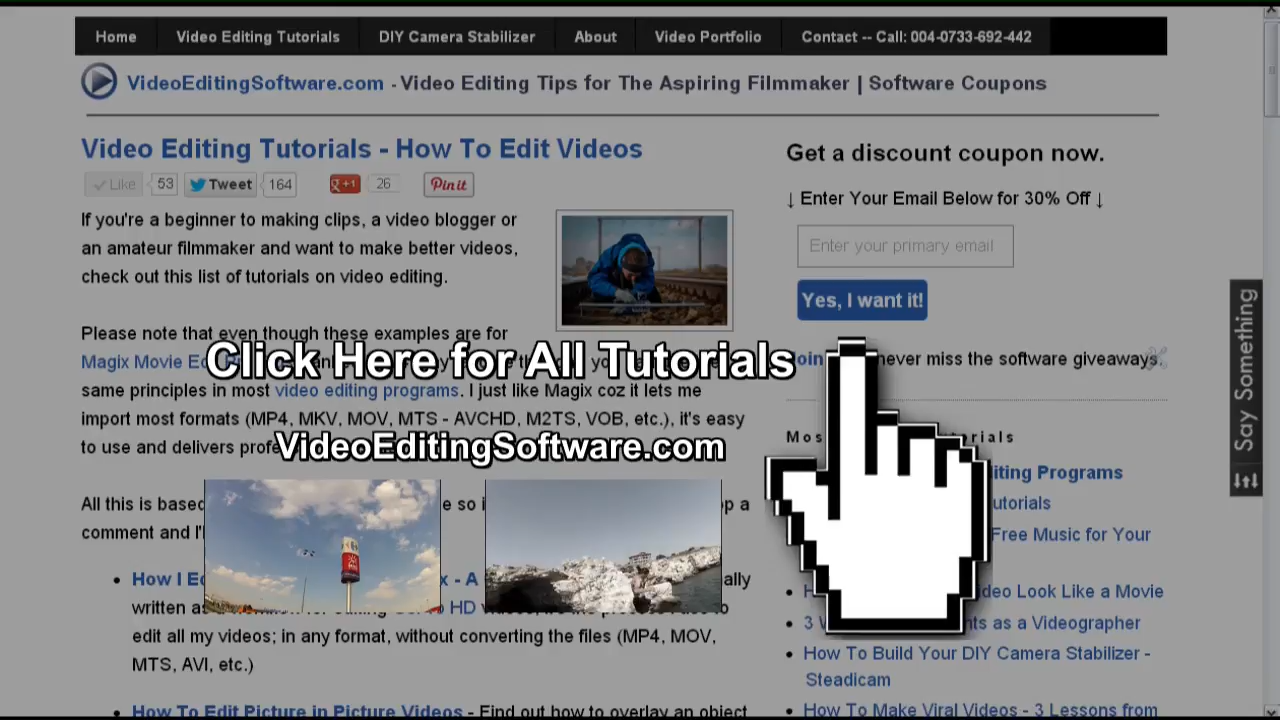 Home
Video Editing Tutorials
DIY Camera Stabilizer
About
Video Portfolio
Contact -- Call: 004-0733-692-442
VideoEditingSoftware.com - Video Editing Tips for The Aspiring Filmmaker | Software Coupons
Video Editing Tutorials - How To Edit Videos
Like 53 Tweet 164 g+1 26 Pinit
If you're a beginner to making clips, a video blogger or
an amateur filmmaker and want to make better videos,
check out this list of tutorials on video editing.
Please note that even though these examples are for
Magix Movie
Click Here for All Tutorials
same principles in most video editing programs. I just like Magix coz it lets me
import most formats (MP4, MKV, MOV, MTS - AVCHD, M2TS, VOB, etc.), it's easy
to use and delivers
VideoEditingSoftware.com
All this is based
comment and
How I
written as
edit all my videos; in any format, without converting the files (MP4, MOV,
MTS, AVI, etc.)
How To Edit Picture in Picture Videos - Find out how to overlay an object
Get a discount coupon now.
↓ Enter Your Email Below for 30% Off ↓
Enter your primary email
Yes, I want it!
never miss the software giveaways.
iting Programs
utorials
Free Music for Your
deo Look Like a Movie
as a Videographer
How To Build Your DIY Camera Stabilizer -
Steadicam
How To Make Viral Videos - 3 Lessons from
Say Something